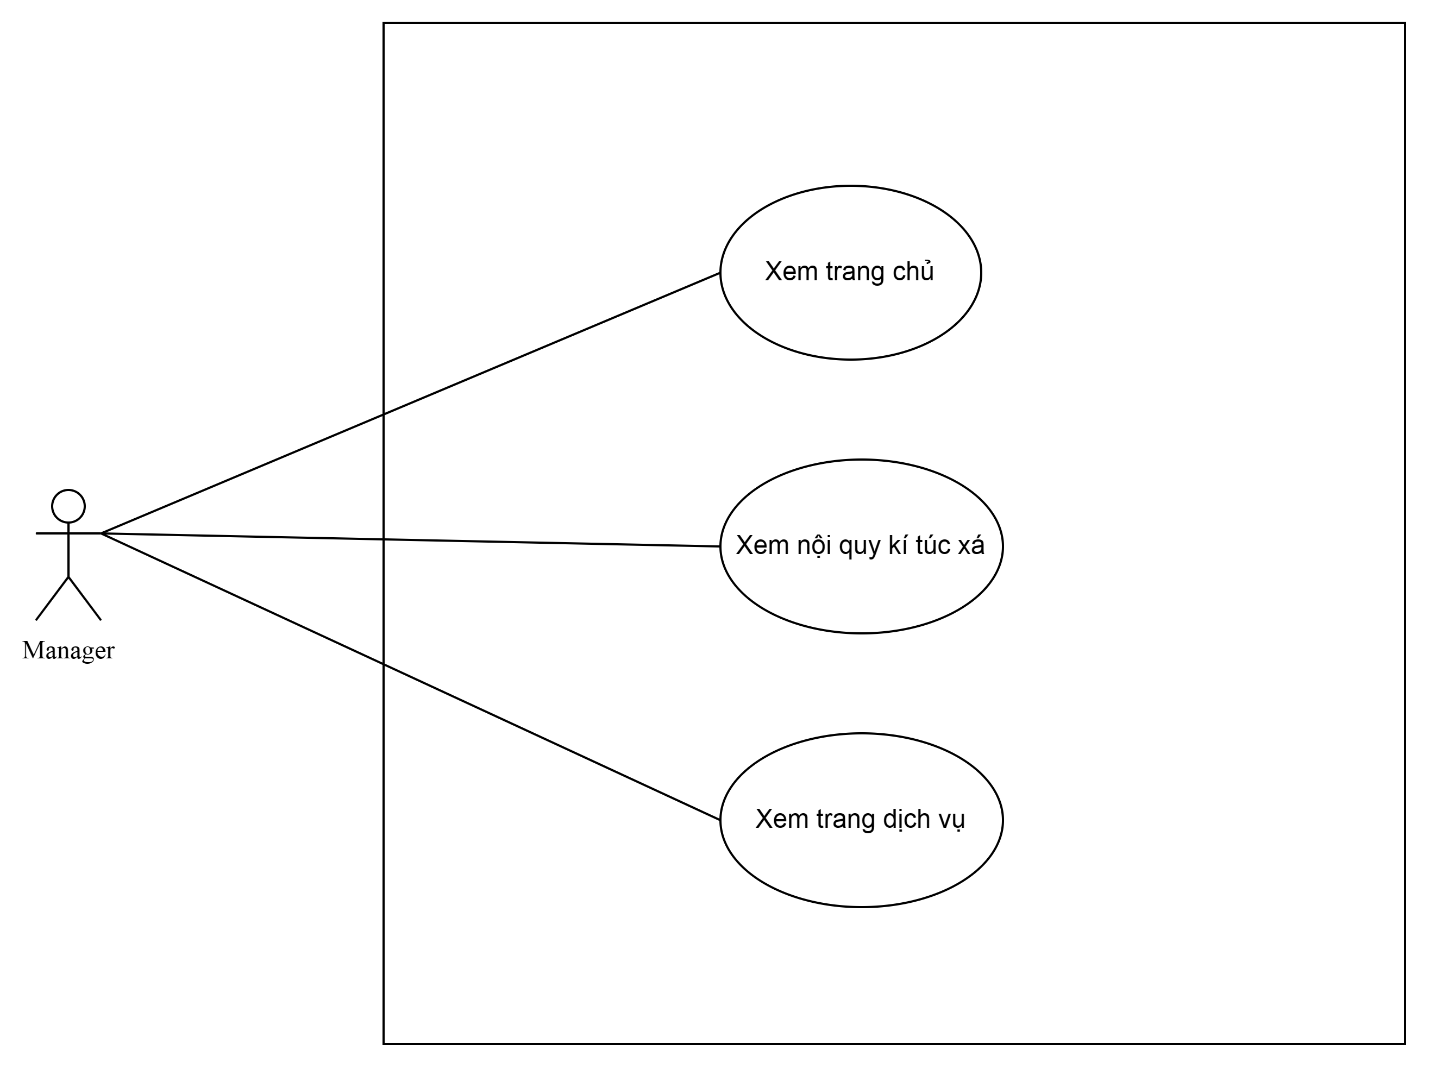 Xem trang chủ
Xem nội quy kí túc xá
Manager
Xem trang dịch vụ